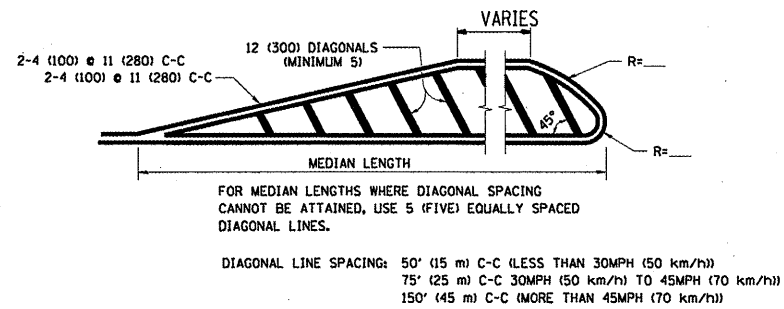 VARIES
2-4 (100) @ 11 (280) C-C
2-4 (100) @ 11 (280) C-C
12 (300) DIAGONALS
(MINIMUM 5)
R=___
45°
R=___
MEDIAN LENGTH
FOR MEDIAN LENGTHS WHERE DIAGONAL SPACING
CANNOT BE ATTAINED, USE 5 (FIVE) EQUALLY SPACED
DIAGONAL LINES.
DIAGONAL LINE SPACING: 50' (15 m) C-C (LESS THAN 30MPH (50 km/h))
75' (25 m) C-C 30MPH (50 km/h) TO 45MPH (70 km/h))
150' (45 m) C-C (MORE THAN 45MPH (70 km/h))